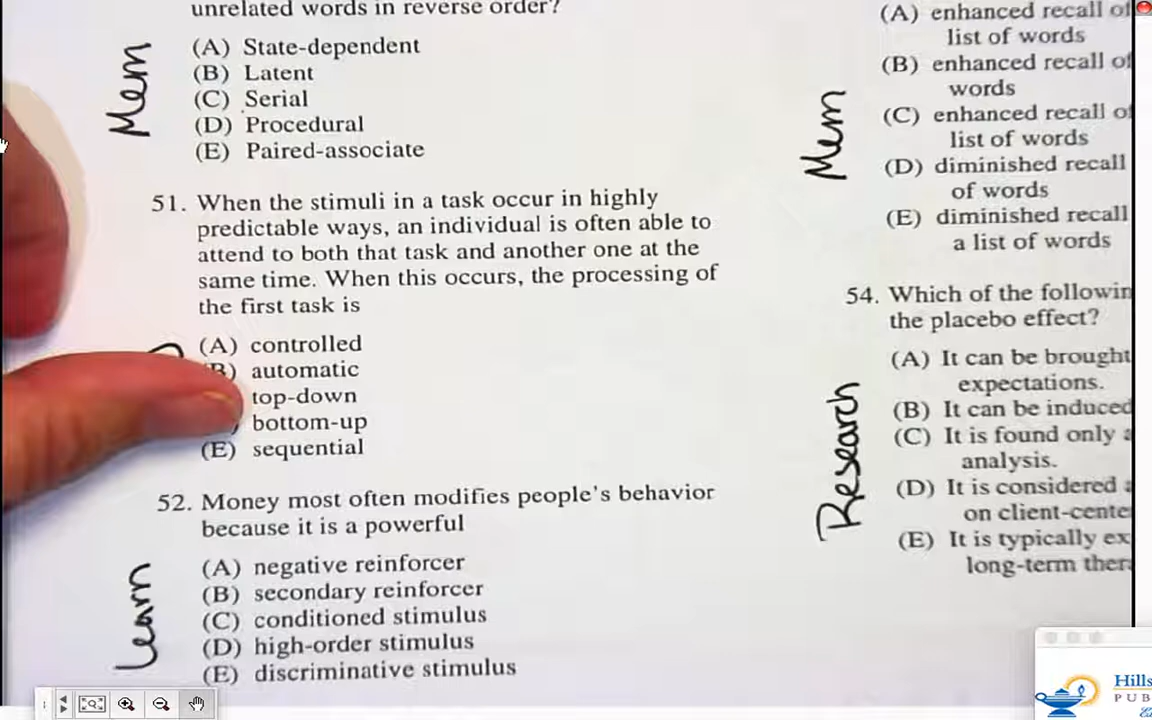 unrelated words in reverse order?
(A) State-dependent
(B) Latent
(C) Serial
(D) Procedural
(E) Paired-associate
Mem
51. When the stimuli in a task occur in highly
predictable ways, an individual is often able to
attend to both that task and another one at the
same time. When this occurs, the processing of
the first task is
(A) controlled
(B) automatic
top-down
bottom-up
(E) sequential
52. Money most often modifies people's behavior
because it is a powerful
(A) negative reinforcer
(B) secondary reinforcer
(C) conditioned stimulus
(D) high-order stimulus
(E) discriminative stimulus
Learn
(A) enhanced recall of
list of words
(B) enhanced recall of
words
(C) enhanced recall of
list of words
(D) diminished recall
of words
(E) diminished recall
a list of words
Mem
54. Which of the followin
the placebo effect?
(A) It can be brought
expectations.
(B) It can be induced
(C) It is found only
analysis.
(D) It is considered
on client-cente
(E) It is typically ex
long-term ther
Research
Hills
PUB